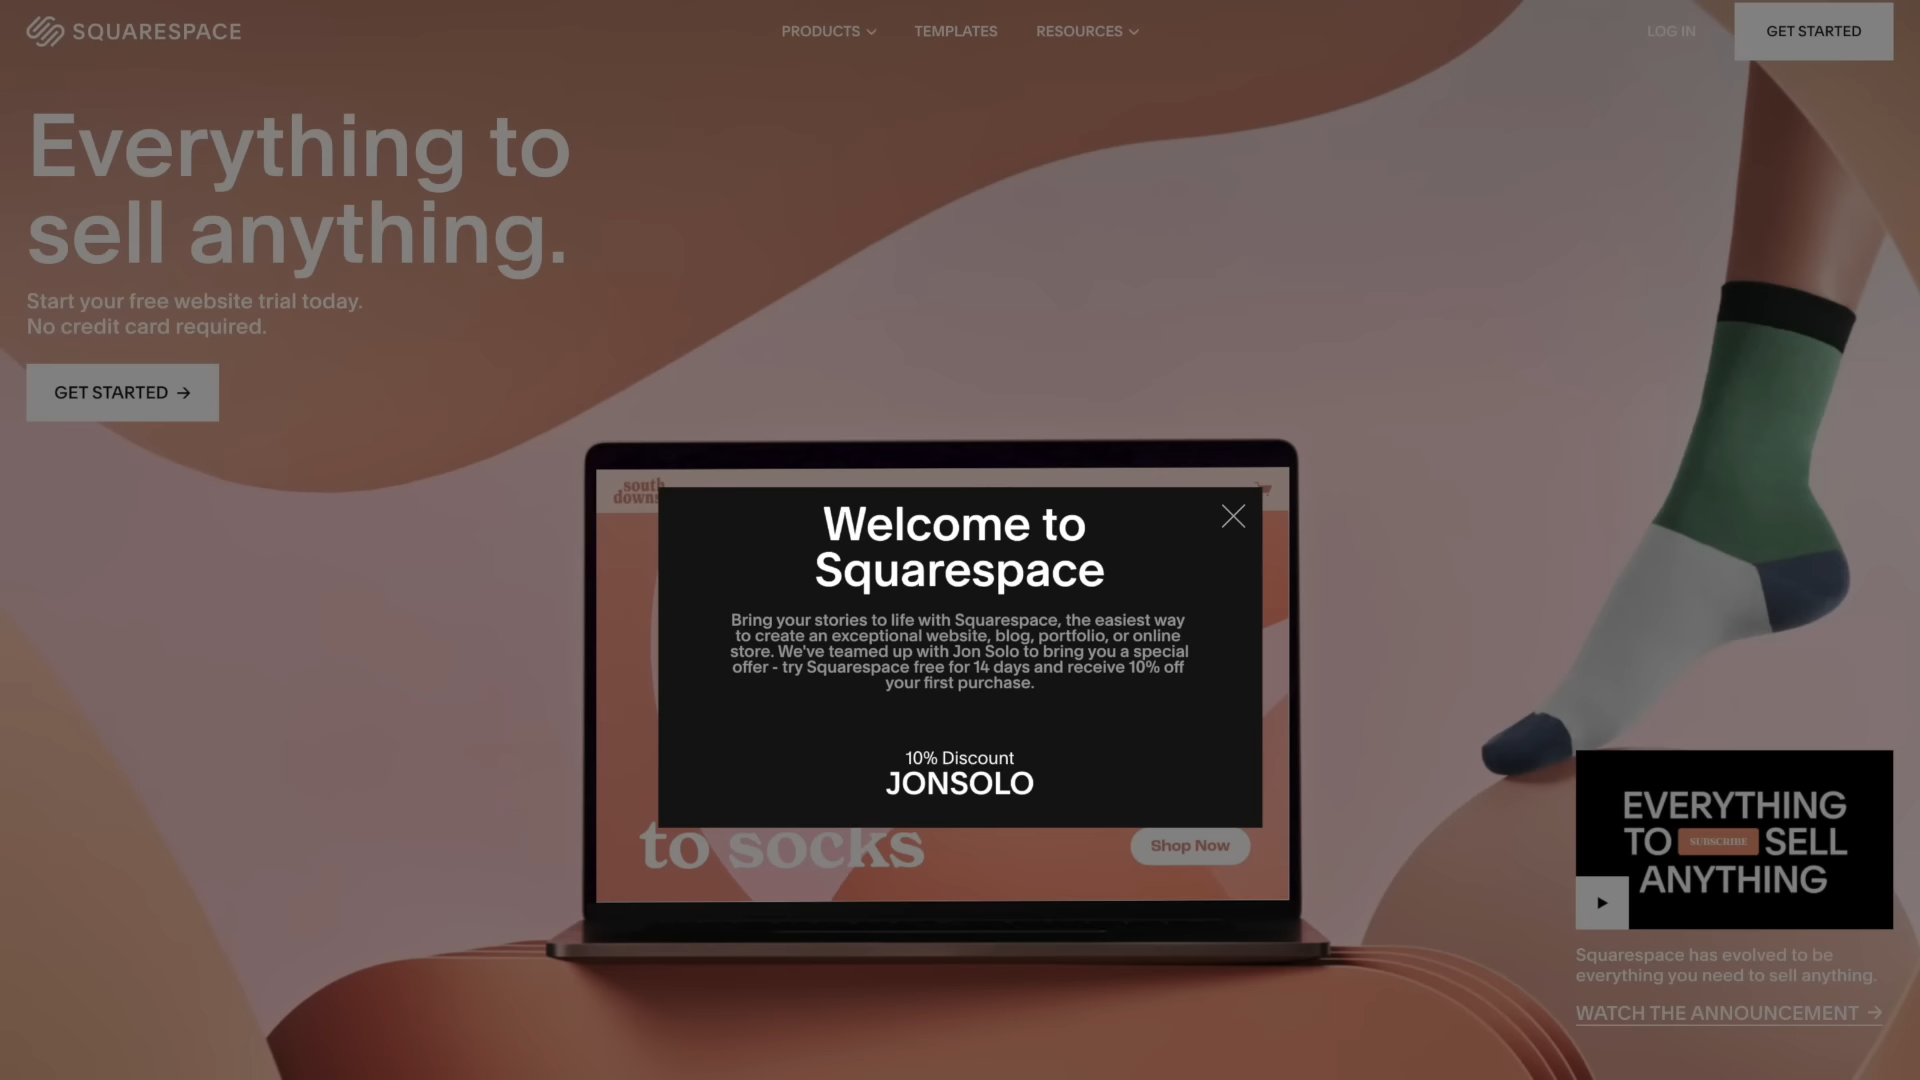 SQUARESPACE
PRODUCTS
TEMPLATES
RESOURCES
LOG IN
GET STARTED
Everything to
sell anything.
Start your free website trial today.
No credit card required.
GET STARTED →
south
downs
Welcome to
Squarespace
Bring your stories to life with Squarespace, the easiest way
to create an exceptional website, blog, portfolio, or online
store. We've teamed up with Jon Solo to bring you a special
offer - try Squarespace free for 14 days and receive 10% off
your first purchase.
10% Discount
JONSOLO
to socks
Shop Now
EVERYTHING
TO SUBSCRIBE SELL
ANYTHING
Squarespace has evolved to be
everything you need to sell anything.
WATCH THE ANNOUNCEMENT →